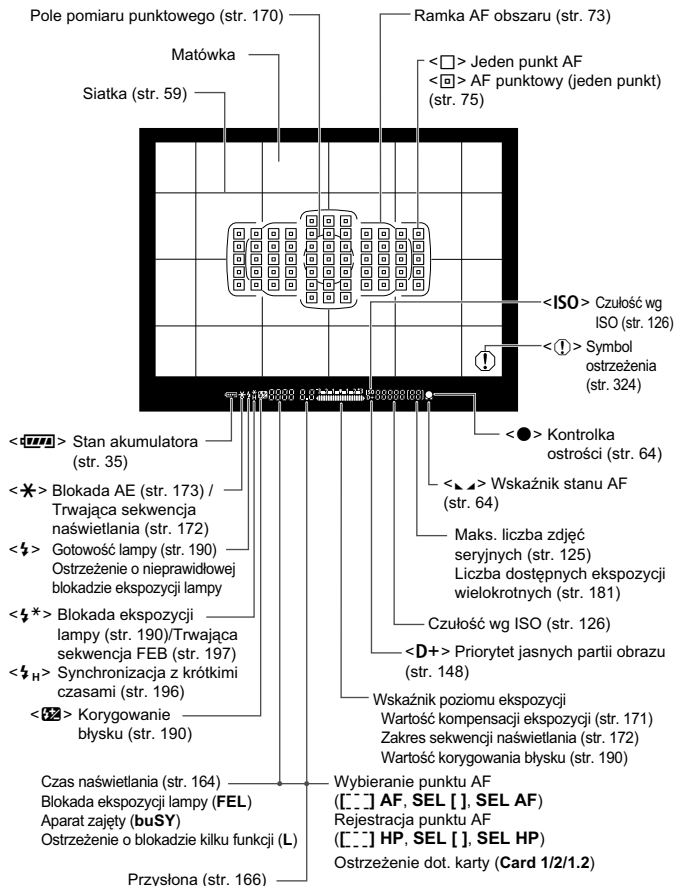 Pole pomiaru punktowego (str. 170)
Ramka AF obszaru (str. 73)
Matówka
Siatka (str. 59)
<□> Jeden punkt AF
<⊡> AF punktowy (jeden punkt)
(str. 75)
<ISO> Czułość wg
ISO (str. 126)
<!> Symbol
ostrzeżenia
(str. 324)
<●> Kontrolka
ostrości (str. 64)
<◣ ◢> Wskaźnik stanu AF
(str. 64)
Maks. liczba zdjęć
seryjnych (str. 125)
Liczba dostępnych ekspozycji
wielokrotnych (str. 181)
Czułość wg ISO (str. 126)
<D+> Priorytet jasnych partii obrazu
(str. 148)
Wskaźnik poziomu ekspozycji
Wartość kompensacji ekspozycji (str. 171)
Zakres sekwencji naświetlania (str. 172)
Wartość korygowania błysku (str. 190)
< > Stan akumulatora
(str. 35)
<✱> Blokada AE (str. 173) /
Trwająca sekwencja
naświetlania (str. 172)
<⚡> Gotowość lampy (str. 190)
Ostrzeżenie o nieprawidłowej
blokadzie ekspozycji lampy
<⚡*> Blokada ekspozycji
lampy (str. 190)/Trwająca
sekwencja FEB (str. 197)
<⚡H> Synchronizacja z krótkimi
czasami (str. 196)
< > Korygowanie
błysku (str. 190)
Czas naświetlania (str. 164)
Blokada ekspozycji lampy (FEL)
Aparat zajęty (buSY)
Ostrzeżenie o blokadzie kilku funkcji (L)
Wybieranie punktu AF
([---] AF, SEL [ ], SEL AF)
Rejestracja punktu AF
([---] HP, SEL [ ], SEL HP)
Ostrzeżenie dot. karty (Card 1/2/1.2)
Przysłona (str. 166)